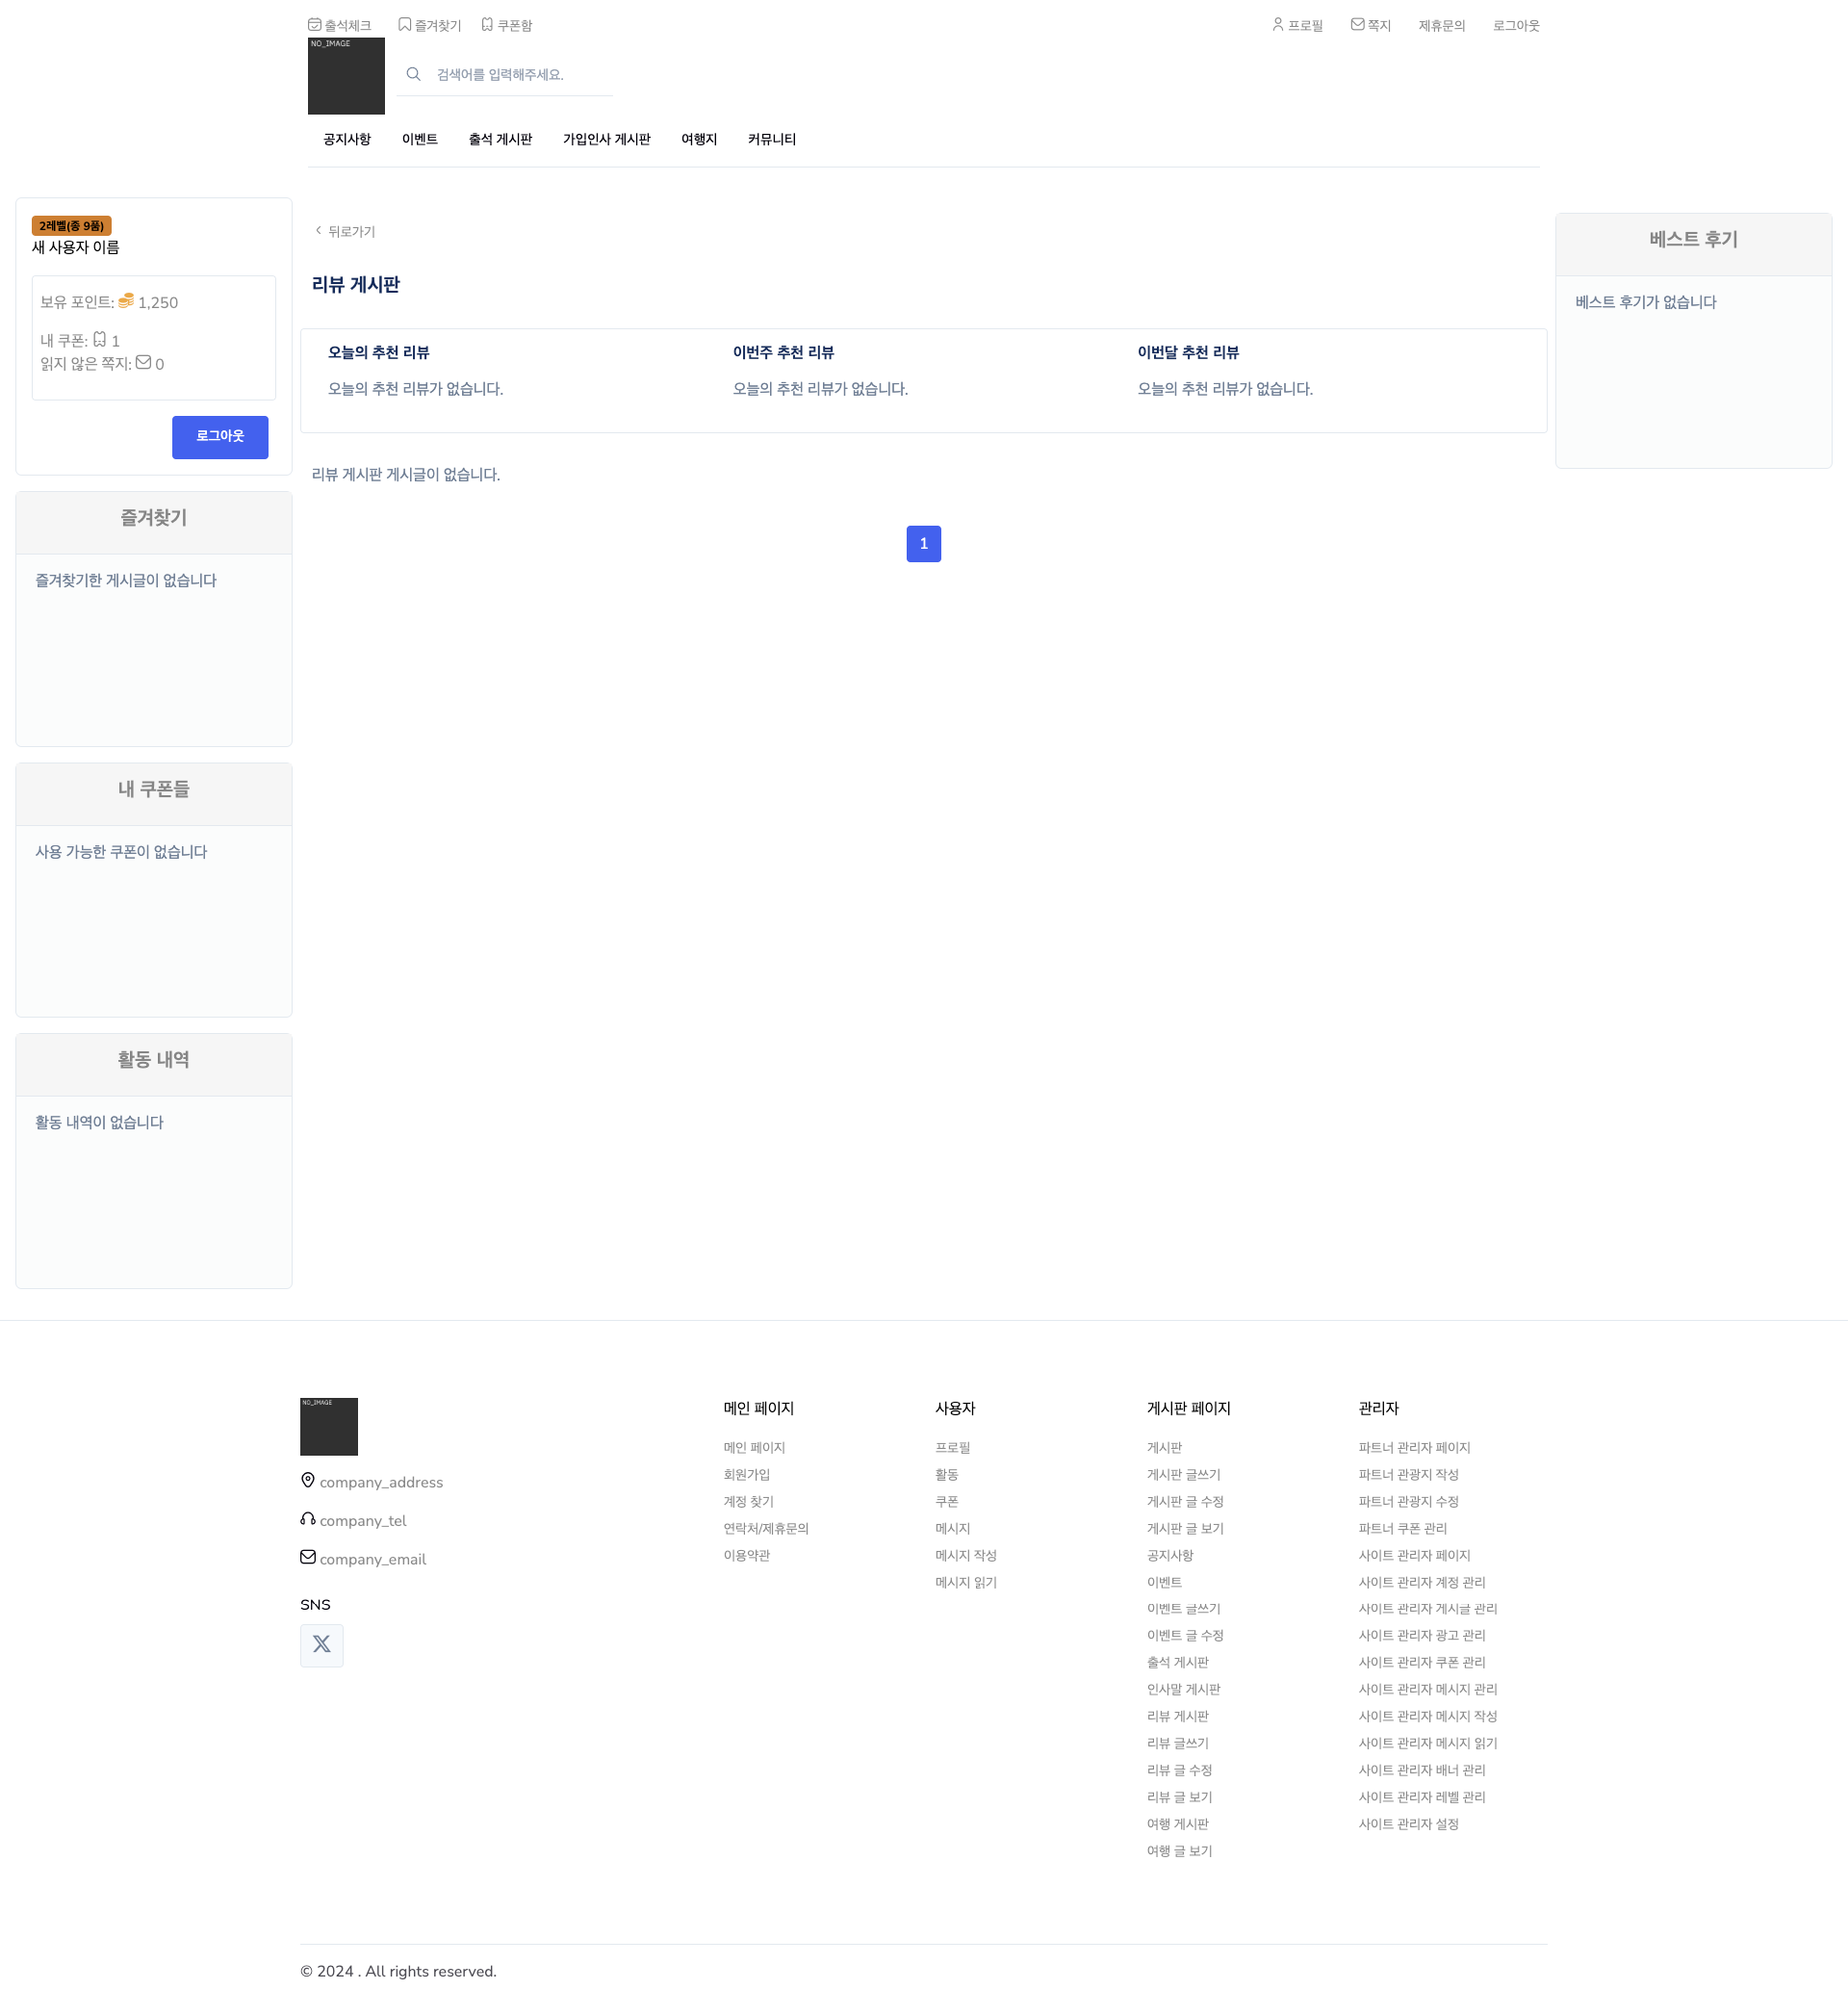 출석체크 즐겨찾기 쿠폰함 프로필 쪽지 제휴문의 로그아웃
NO_IMAGE
검색어를 입력해주세요.
공지사항 이벤트 출석 게시판 가입인사 게시판 여행지 커뮤니티
2레벨(종 9품)
새 사용자 이름
보유 포인트: 1,250
내 쿠폰: 1
읽지 않은 쪽지: 0
로그아웃
즐겨찾기
즐겨찾기한 게시글이 없습니다
내 쿠폰들
사용 가능한 쿠폰이 없습니다
활동 내역
활동 내역이 없습니다
뒤로가기
리뷰 게시판
오늘의 추천 리뷰
오늘의 추천 리뷰가 없습니다.
이번주 추천 리뷰
오늘의 추천 리뷰가 없습니다.
이번달 추천 리뷰
오늘의 추천 리뷰가 없습니다.
리뷰 게시판 게시글이 없습니다.
1
베스트 후기
베스트 후기가 없습니다
NO_IMAGE
company_address
company_tel
company_email
SNS
메인 페이지
메인 페이지
회원가입
계정 찾기
연락처/제휴문의
이용약관
사용자
프로필
활동
쿠폰
메시지
메시지 작성
메시지 읽기
게시판 페이지
게시판
게시판 글쓰기
게시판 글 수정
게시판 글 보기
공지사항
이벤트
이벤트 글쓰기
이벤트 글 수정
출석 게시판
인사말 게시판
리뷰 게시판
리뷰 글쓰기
리뷰 글 수정
리뷰 글 보기
여행 게시판
여행 글 보기
관리자
파트너 관리자 페이지
파트너 관광지 작성
파트너 관광지 수정
파트너 쿠폰 관리
사이트 관리자 페이지
사이트 관리자 계정 관리
사이트 관리자 게시글 관리
사이트 관리자 광고 관리
사이트 관리자 쿠폰 관리
사이트 관리자 메시지 관리
사이트 관리자 메시지 작성
사이트 관리자 메시지 읽기
사이트 관리자 배너 관리
사이트 관리자 레벨 관리
사이트 관리자 설정
© 2024 . All rights reserved.